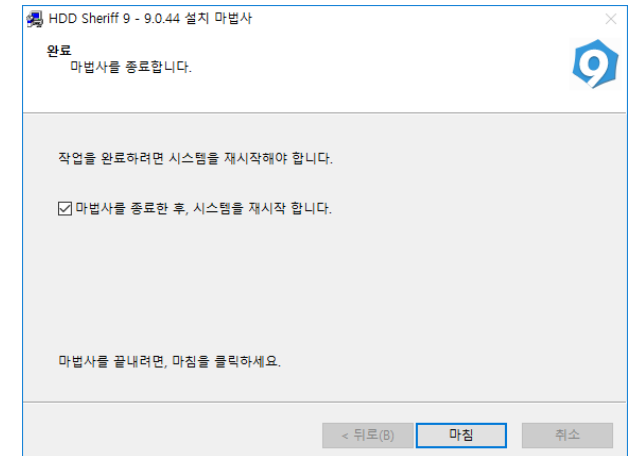 HDD Sheriff 9 - 9.0.44 설치 마법사
완료
마법사를 종료합니다.
9
작업을 완료하려면 시스템을 재시작해야 합니다.
마법사를 종료한 후, 시스템을 재시작 합니다.
마법사를 끝내려면, 마침을 클릭하세요.
< 뒤로(B) 마침 취소